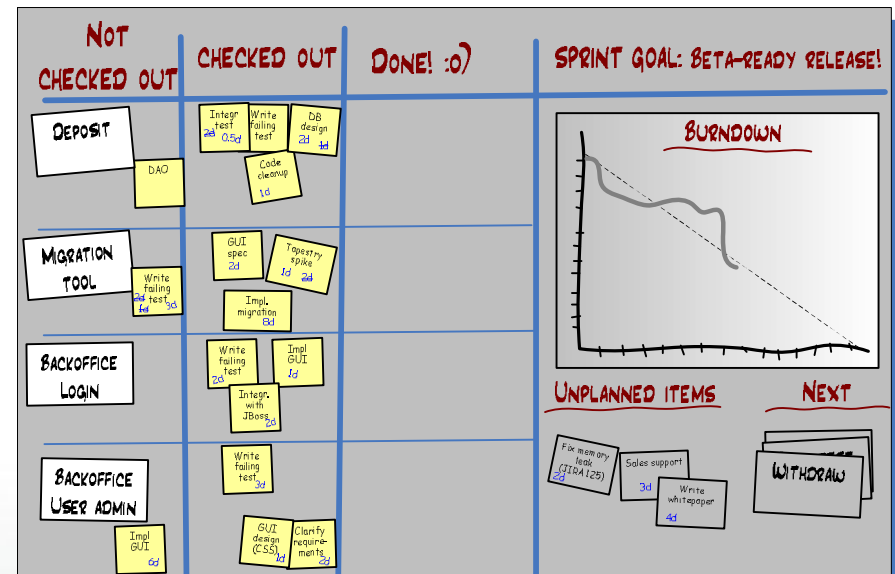 NOT
CHECKED OUT
CHECKED OUT
DONE! :o)
SPRINT GOAL: BETA-READY RELEASE!
DEPOSIT
DAO
Integr
test
2d 0.5d
Write
failing
test
DB
design
2d 1d
Code
cleanup
1d
BURNDOWN
MIGRATION
TOOL
Write
failing
2d test
1d 3d
GUI
spec
2d
Tapestry
spike
1d 2d
Impl.
migration
8d
BACKOFFICE
LOGIN
Write
failing
test
2d
Impl
GUI
1d
Integr.
with
JBoss
2d
UNPLANNED ITEMS
NEXT
Fix memory
leak
(JIRA 125)
2d
Sales support
3d
Write
whitepaper
4d
WITHDRAW
BACKOFFICE
USER ADMIN
Write
failing
test
3d
Impl
GUI
6d
GUI
design
(CSS)
1d
Clarify
require-
ments
2d